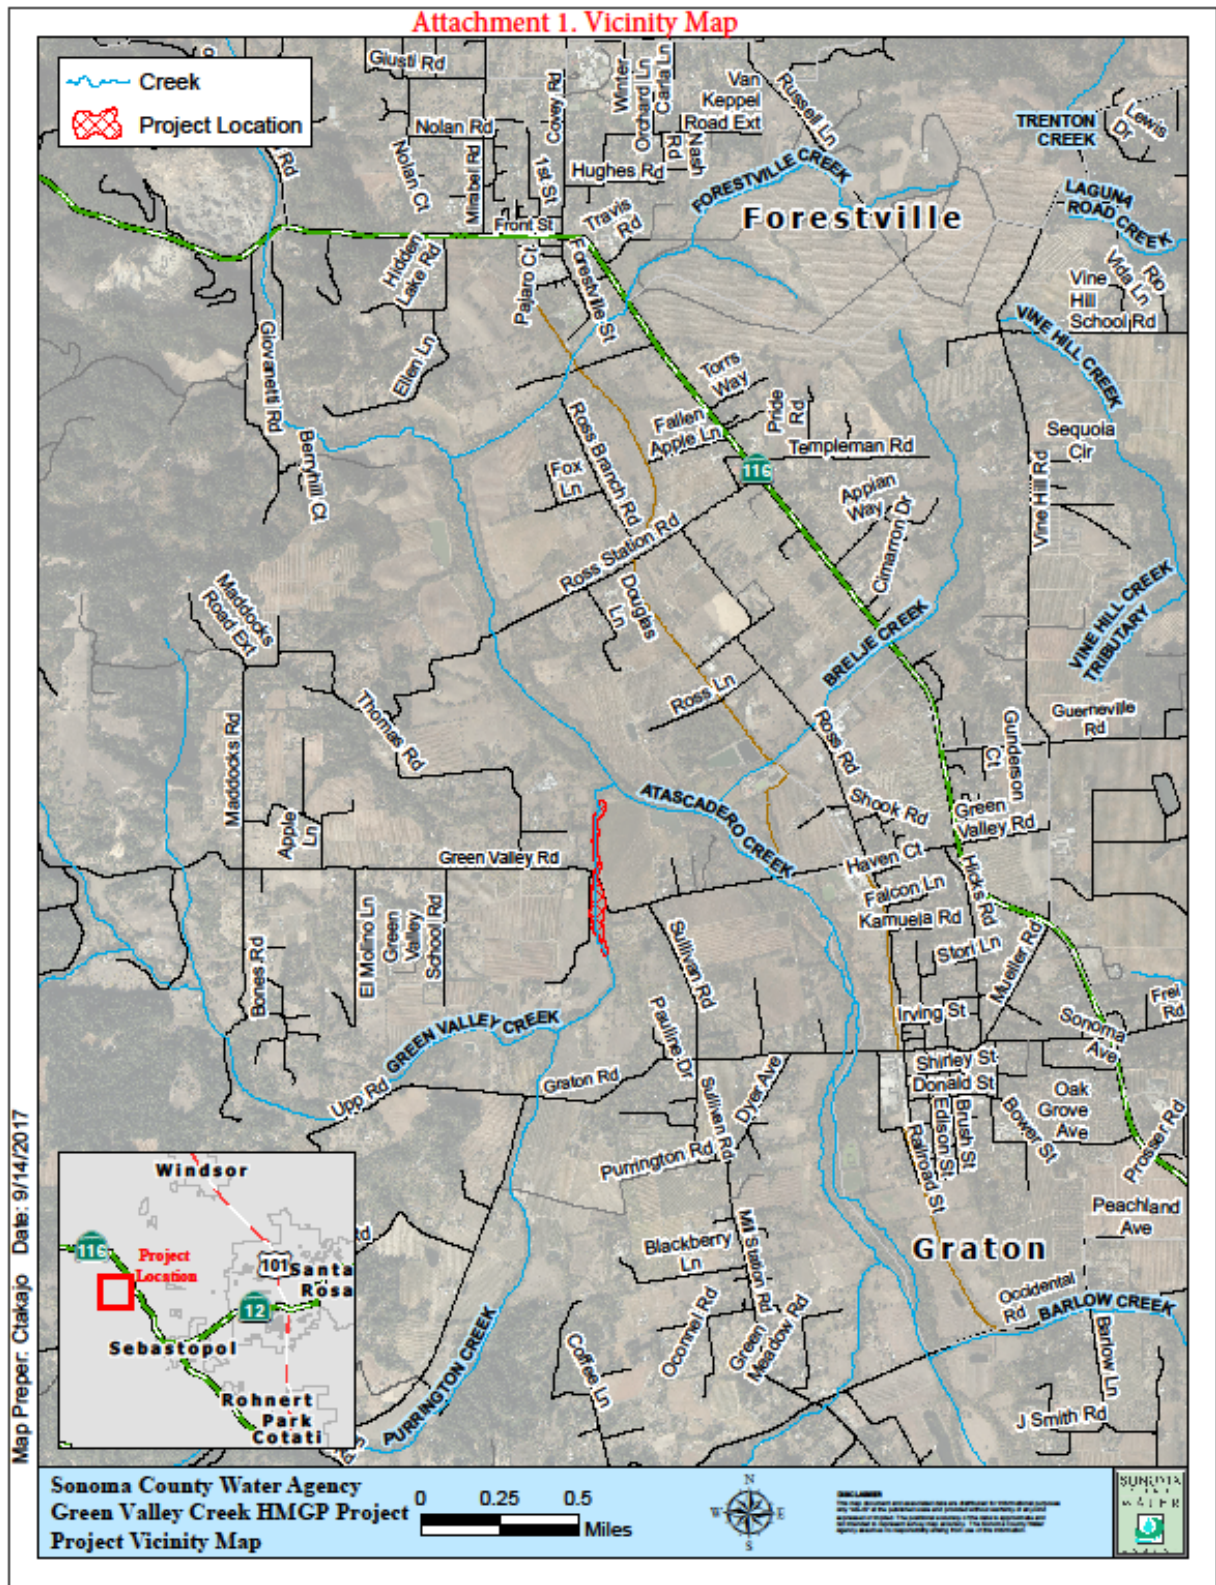 Attachment 1. Vicinity Map
Creek
Project Location
Giusti Rd
Nolan Rd
Nolan Ct
Mirabel Rd
Covey Rd
1st St
Winter
Orchard Ln
Carla Ln
Van
Keppel
Road Ext
Russell Ln
Nash
Rd
Hughes Rd
Travis
Rd
Front St
Rd
FORESTVILLE CREEK
Forestville
TRENTON
CREEK
Lewis
Dr
LAGUNA
ROAD CREEK
Rio
Vida Ln
Vine
Hill
School Rd
VINE HILL CREEK
Hidden
Lake Rd
Pajaro Ct
Forestville St
Giovanetti Rd
Ellen Ln
Berryhill Ct
Torrs
Way
Fallen
Apple Ln
Pride
Rd
Templeman Rd
116
Sequoia
Cir
Vine Hill Rd
Ross Branch Rd
Fox
Ln
Appian
Way
Cimarron Dr
Ross Station Rd
Douglas
Ln
Maddocks
Road Ext
BRELJE CREEK
VINE HILL CREEK
TRIBUTARY
Ross Ln
Thomas Rd
Maddocks Rd
Ross Rd
Guerneville
Rd
Gunderson
Ct
ATASCADERO CREEK
Shook Rd
Green
Valley Rd
Apple
Ln
Green Valley Rd
Haven Ct
Falcon Ln
Kamuela Rd
Hicks Rd
El Molino Ln
Green
Valley
School Rd
Bones Rd
Sullivan Rd
Stori Ln
Mueller Rd
Irving St
Frei
Rd
Sonoma
Ave
GREEN VALLEY CREEK
Pauline Dr
Graton Rd
Upp Rd
Sullivan Rd
Dyer Ave
Shirley St
Donald St
Edison St
Brush St
Bower St
Oak
Grove
Ave
Prosser Rd
Purrington Rd
Railroad St
Peachland
Ave
Blackberry
Ln
Mill Station Rd
Graton
Occidental
Rd
BARLOW CREEK
Barlow Ln
Oconnel Rd
Green
Meadow Rd
Coffee Ln
J Smith Rd
PURRINGTON CREEK
Rd
Windsor
116
Project
Location
101
Santa
Rosa
12
Sebastopol
Rohnert
Park
Cotati
Map Preper: Ctakajo Date: 9/14/2017
Sonoma County Water Agency
Green Valley Creek HMGP Project
Project Vicinity Map
0 0.25 0.5
Miles
N
W E
S
DISCLAIMER
SONOMA
WATER